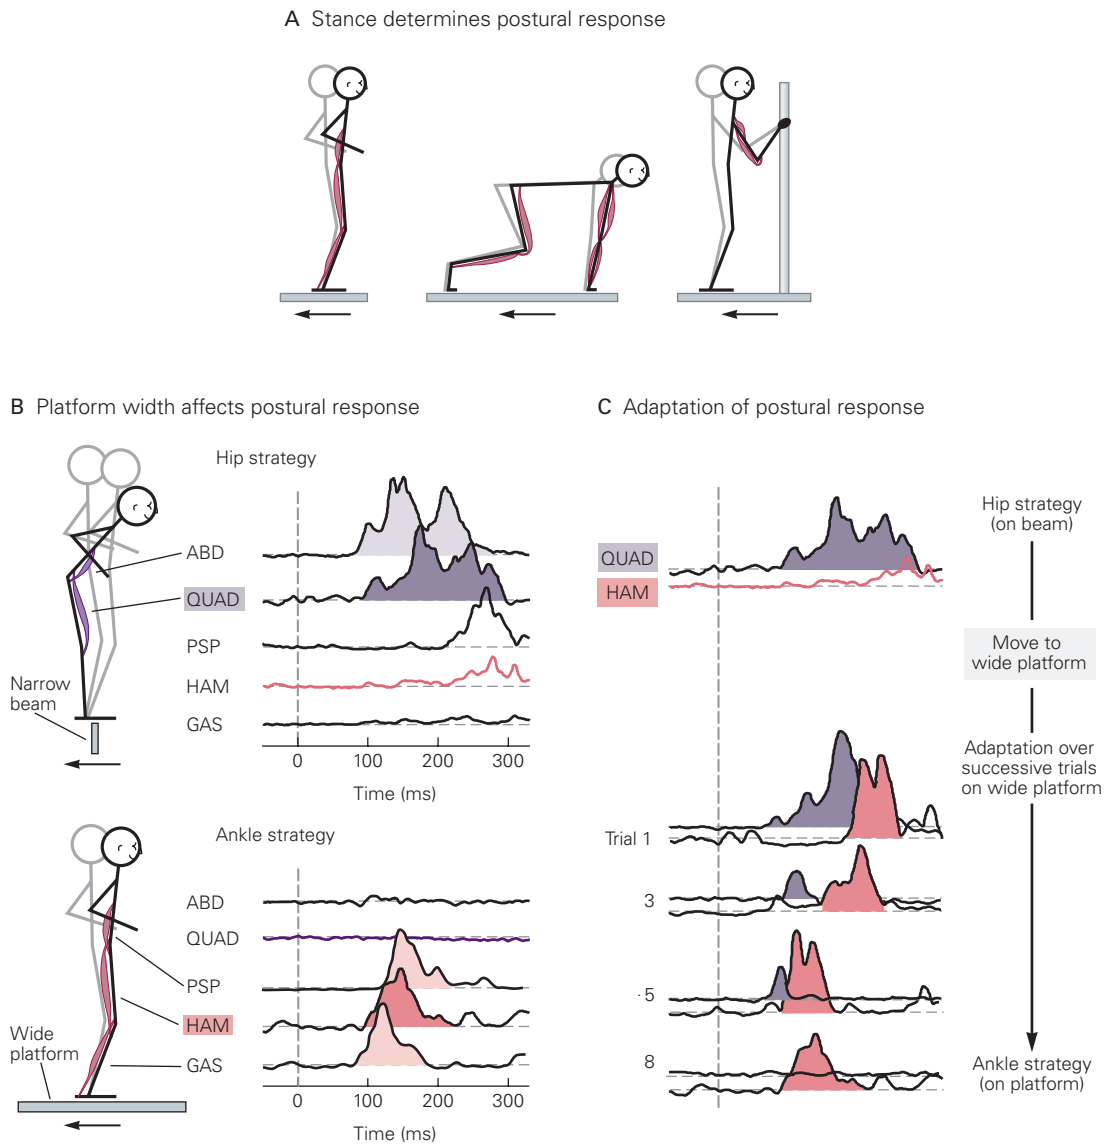 A Stance determines postural response
B Platform width affects postural response
Hip strategy
ABD
QUAD
PSP
HAM
GAS
Narrow
beam
0 100 200 300
Time (ms)
Ankle strategy
ABD
QUAD
PSP
HAM
GAS
Wide
platform
0 100 200 300
Time (ms)
C Adaptation of postural response
QUAD
HAM
Hip strategy
(on beam)
Move to
wide platform
Adaptation over
successive trials
on wide platform
Trial 1
3
5
8
Ankle strategy
(on platform)